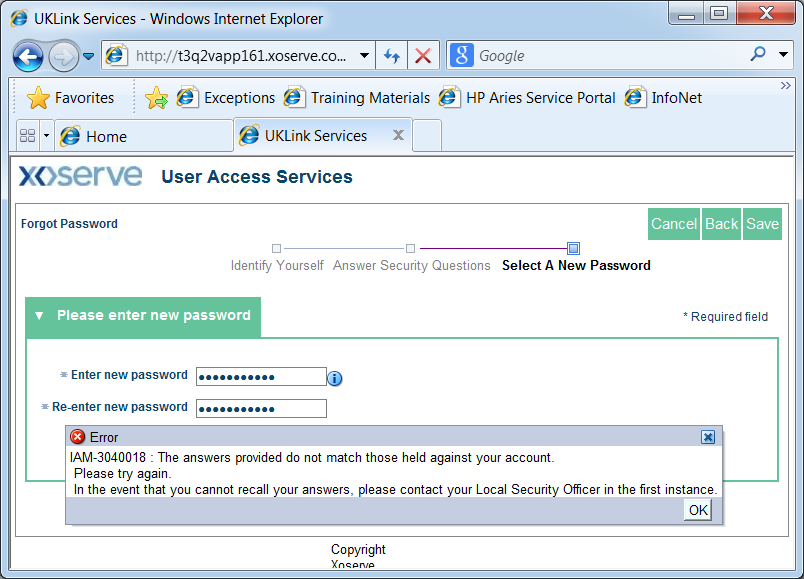 UKLink Services - Windows Internet Explorer
http://t3q2vapp161.xoserve.co...
Google
Favorites
Exceptions
Training Materials
HP Aries Service Portal
InfoNet
Home
UKLink Services
xoserve User Access Services
Forgot Password
Cancel
Back
Save
Identify Yourself
Answer Security Questions
Select A New Password
Please enter new password
* Required field
* Enter new password
* Re-enter new password
Error
IAM-3040018 : The answers provided do not match those held against your account.
Please try again.
In the event that you cannot recall your answers, please contact your Local Security Officer in the first instance.
OK
Copyright
Xoserve